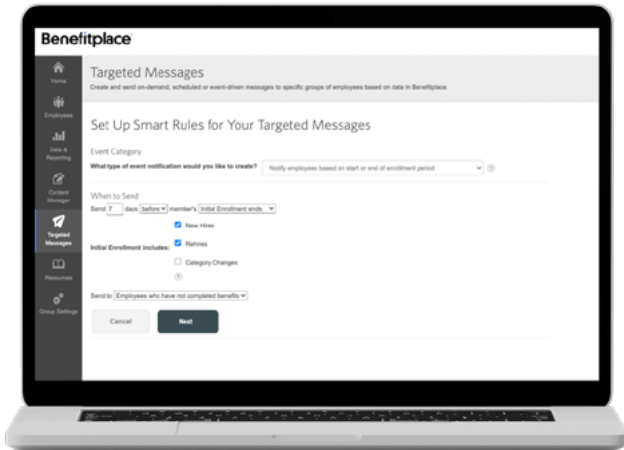 Benefitplace
Home
Employees
Data &
Reporting
Content
Manager
Targeted
Messages
Resources
Group Settings
Targeted Messages
Create and send on-demand, scheduled or event-driven messages to specific groups of employees based on data in Benefitplace.
Set Up Smart Rules for Your Targeted Messages
Event Category
What type of event notification would you like to create? Notify employees based on start or end of enrollment period ?
When to Send
Send 7 days before member's Initial Enrollment ends
New Hires
Initial Enrollment Includes: Rehires
Category Changes
?
Send to Employees who have not completed benefits
Cancel Next